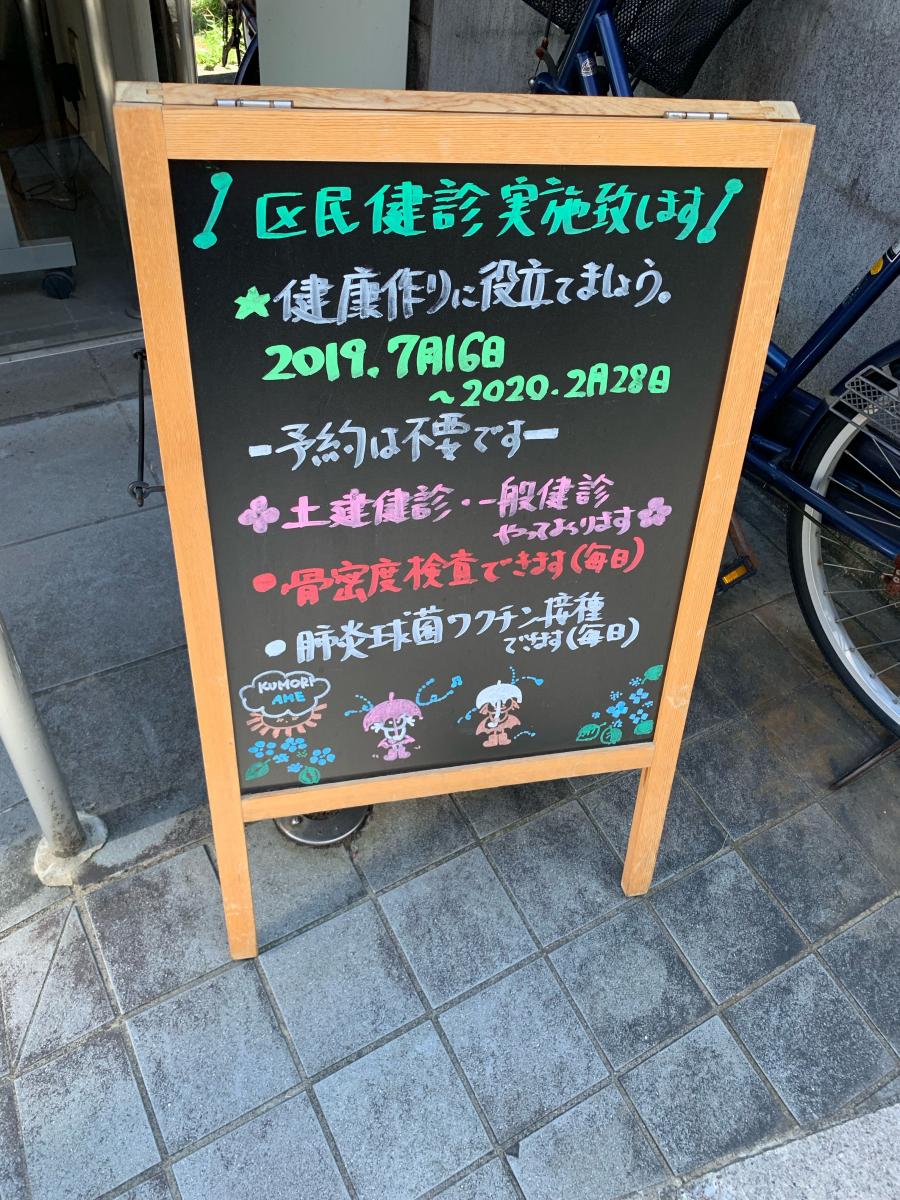 ！区民健診実施致します！
★健康作りに役立てましょう。
2019.7月16日
～2020.2月28日
ー予約は不要ですー
土建健診・一般健診
やっております
●骨密度検査できます(毎日)
●肺炎球菌ワクチン接種
できます(毎日)
KUMORI
AME